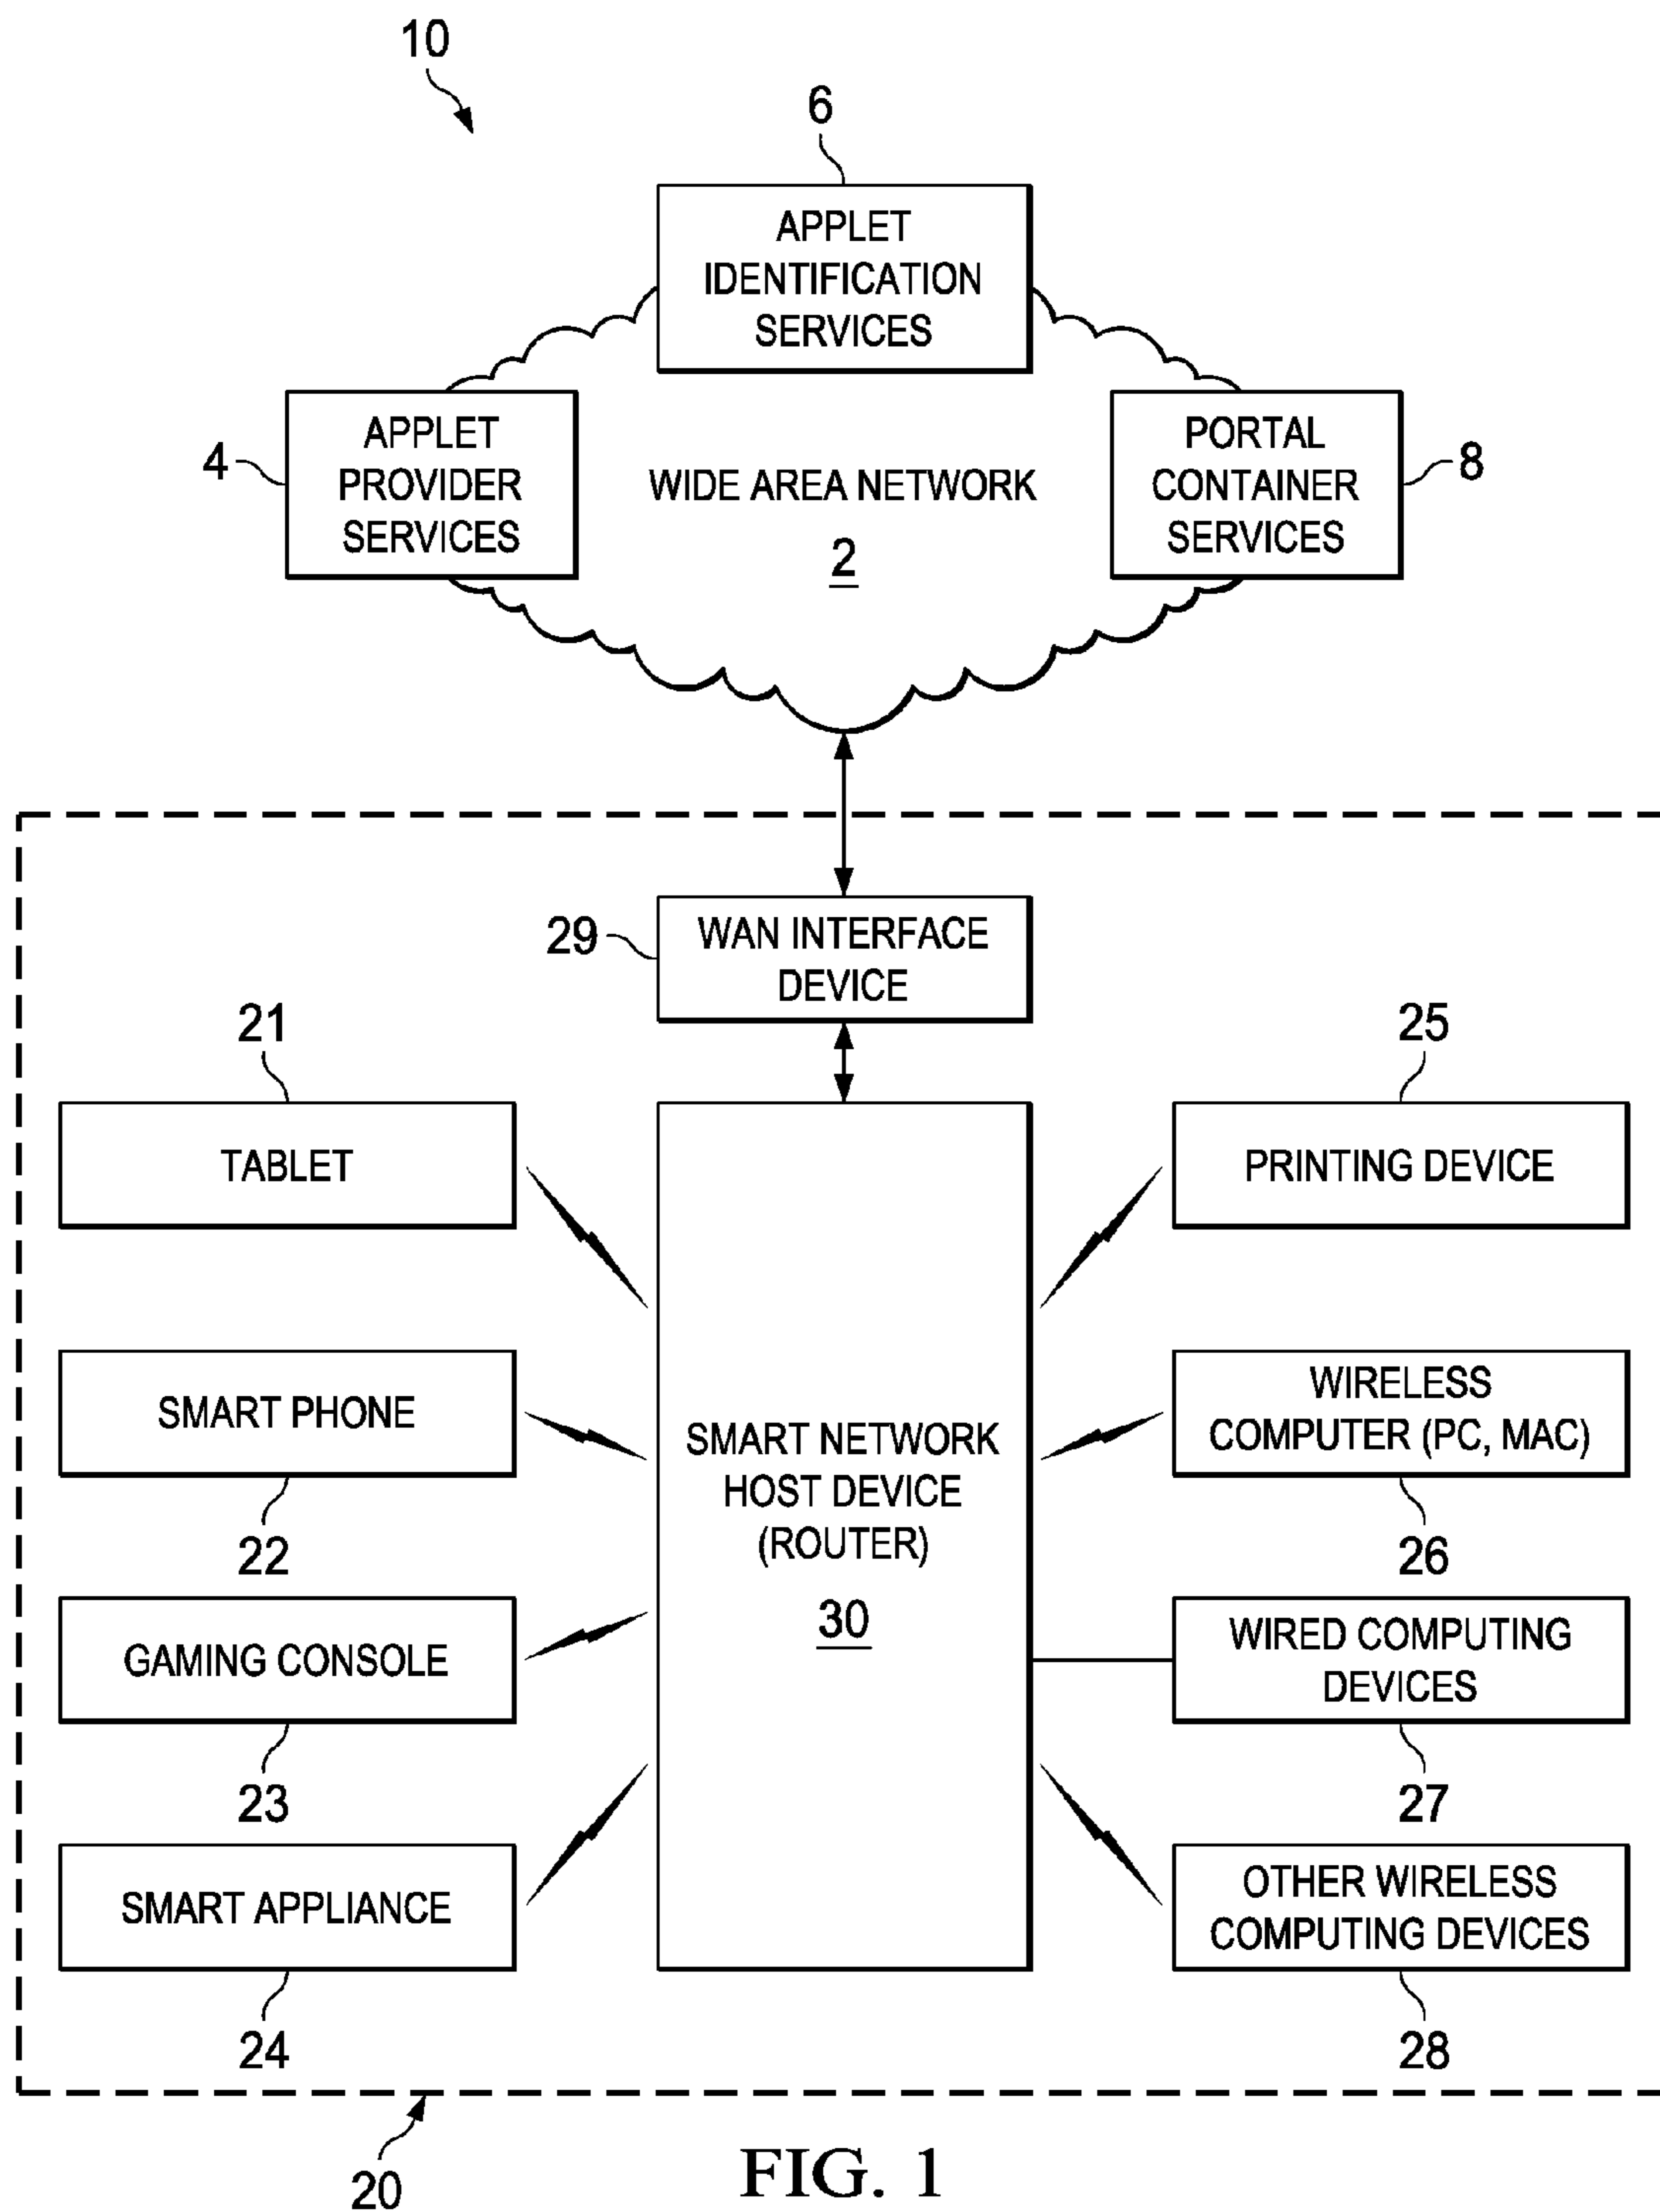 10
6
APPLET
IDENTIFICATION
SERVICES
4
APPLET
PROVIDER
SERVICES
WIDE AREA NETWORK
2
PORTAL
CONTAINER
SERVICES
8
29
WAN INTERFACE
DEVICE
21
TABLET
25
PRINTING DEVICE
SMART PHONE
22
SMART NETWORK
HOST DEVICE
(ROUTER)
30
WIRELESS
COMPUTER (PC, MAC)
26
GAMING CONSOLE
23
WIRED COMPUTING
DEVICES
27
SMART APPLIANCE
24
OTHER WIRELESS
COMPUTING DEVICES
28
20
FIG. 1